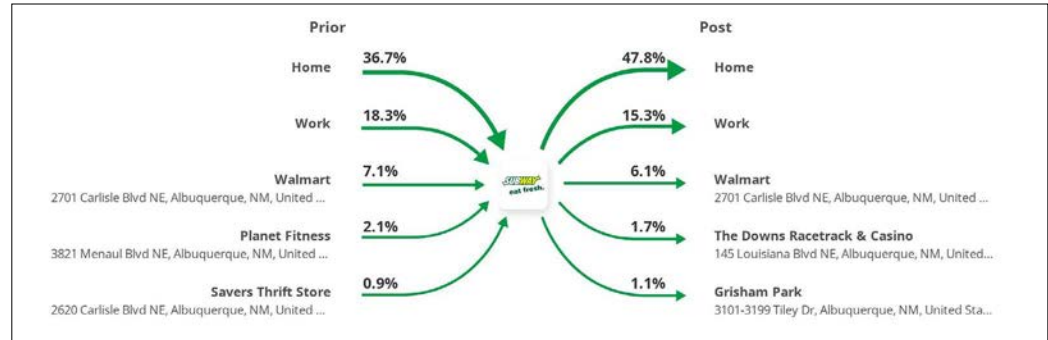 Prior
Post
Home
36.7%
47.8%
Home
Work
18.3%
15.3%
Work
Walmart
2701 Carlisle Blvd NE, Albuquerque, NM, United ...
7.1%
SUBWAY
eat fresh.
6.1%
Walmart
2701 Carlisle Blvd NE, Albuquerque, NM, United ...
Planet Fitness
3821 Menaul Blvd NE, Albuquerque, NM, United ...
2.1%
1.7%
The Downs Racetrack & Casino
145 Louisiana Blvd NE, Albuquerque, NM, United...
Savers Thrift Store
2620 Carlisle Blvd NE, Albuquerque, NM, United ...
0.9%
1.1%
Grisham Park
3101-3199 Tiley Dr, Albuquerque, NM, United Sta...